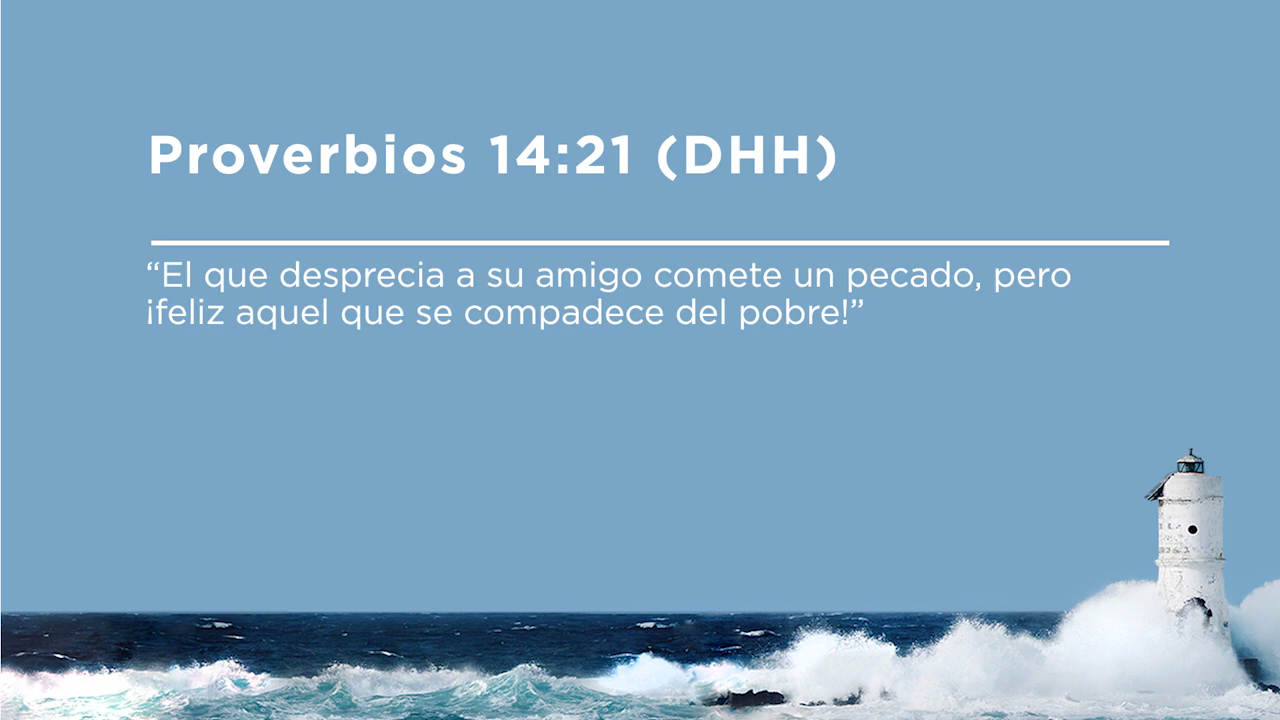 Proverbios 14:21 (DHH)
“El que desprecia a su amigo comete un pecado, pero
¡feliz aquel que se compadece del pobre!”